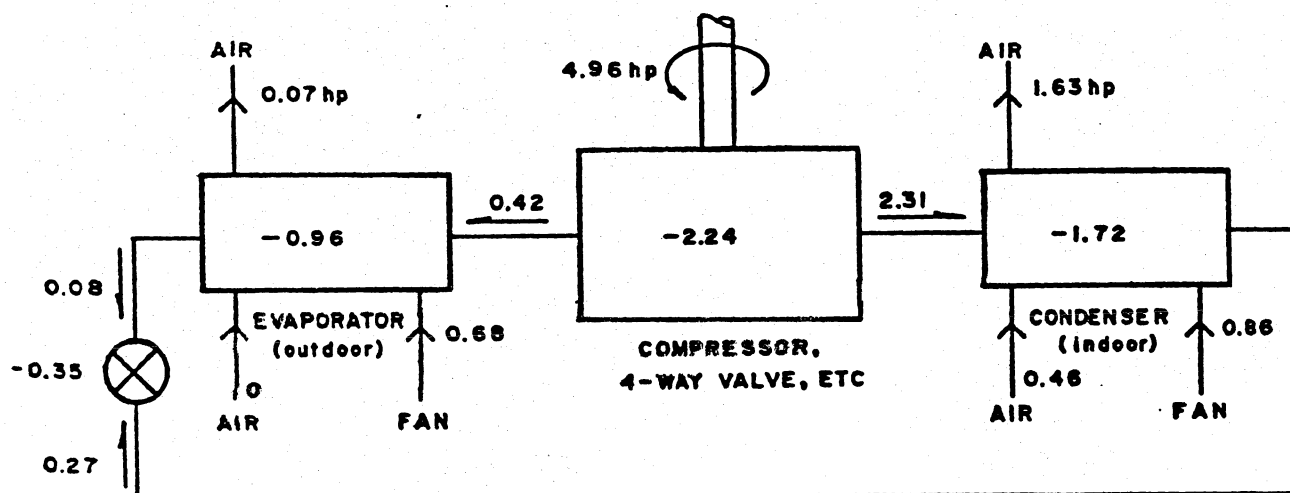 AIR
0.07 hp
4.96 hp
AIR
1.63 hp
-0.96
0.42
-2.24
2.31
-1.72
0.08
EVAPORATOR
(outdoor)
0.68
COMPRESSOR,
4-WAY VALVE, ETC
CONDENSER
(indoor)
0.86
-0.35
0
AIR
FAN
0.46
AIR
FAN
0.27